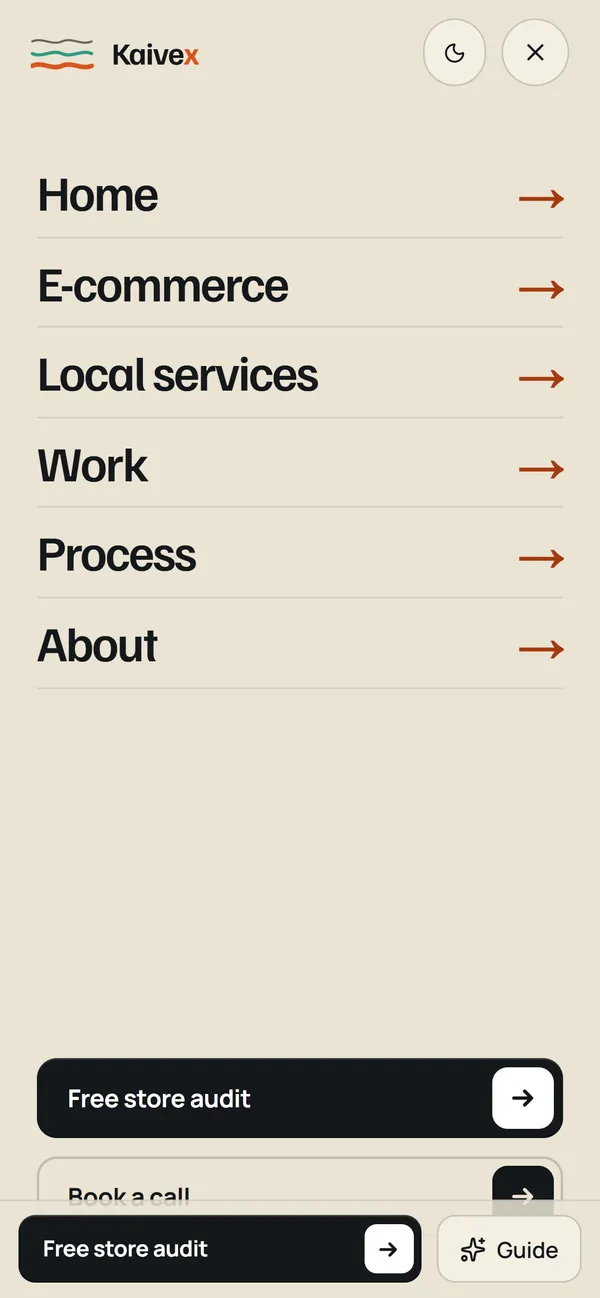 Kaivex
Home
E-commerce
Local services
Work
Process
About
Free store audit
Book a call
Free store audit
Guide